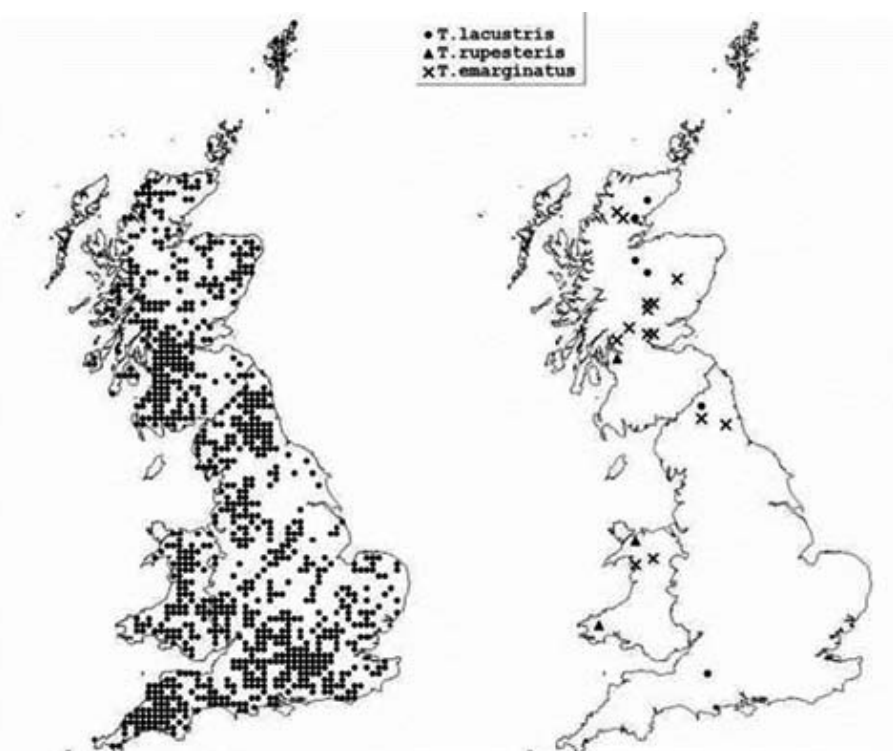 ● T.lacustris
▲ T.rupesteris
× T.emarginatus